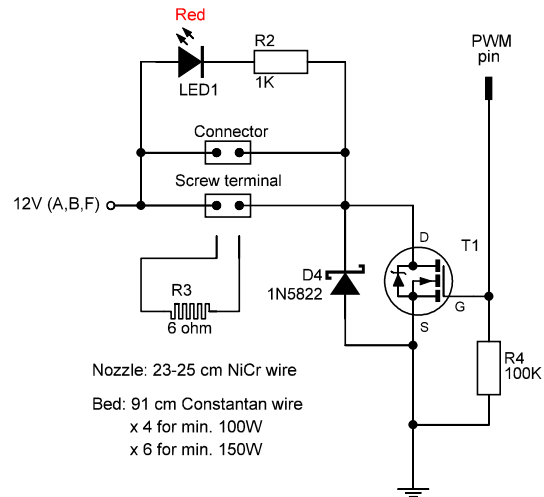 Red
LED1
R2
1K
PWM
pin
Connector
Screw terminal
12V (A,B,F)
D
T1
G
S
D4
1N5822
R3
6 ohm
R4
100K
Nozzle: 23-25 cm NiCr wire
Bed: 91 cm Constantan wire
x 4 for min. 100W
x 6 for min. 150W